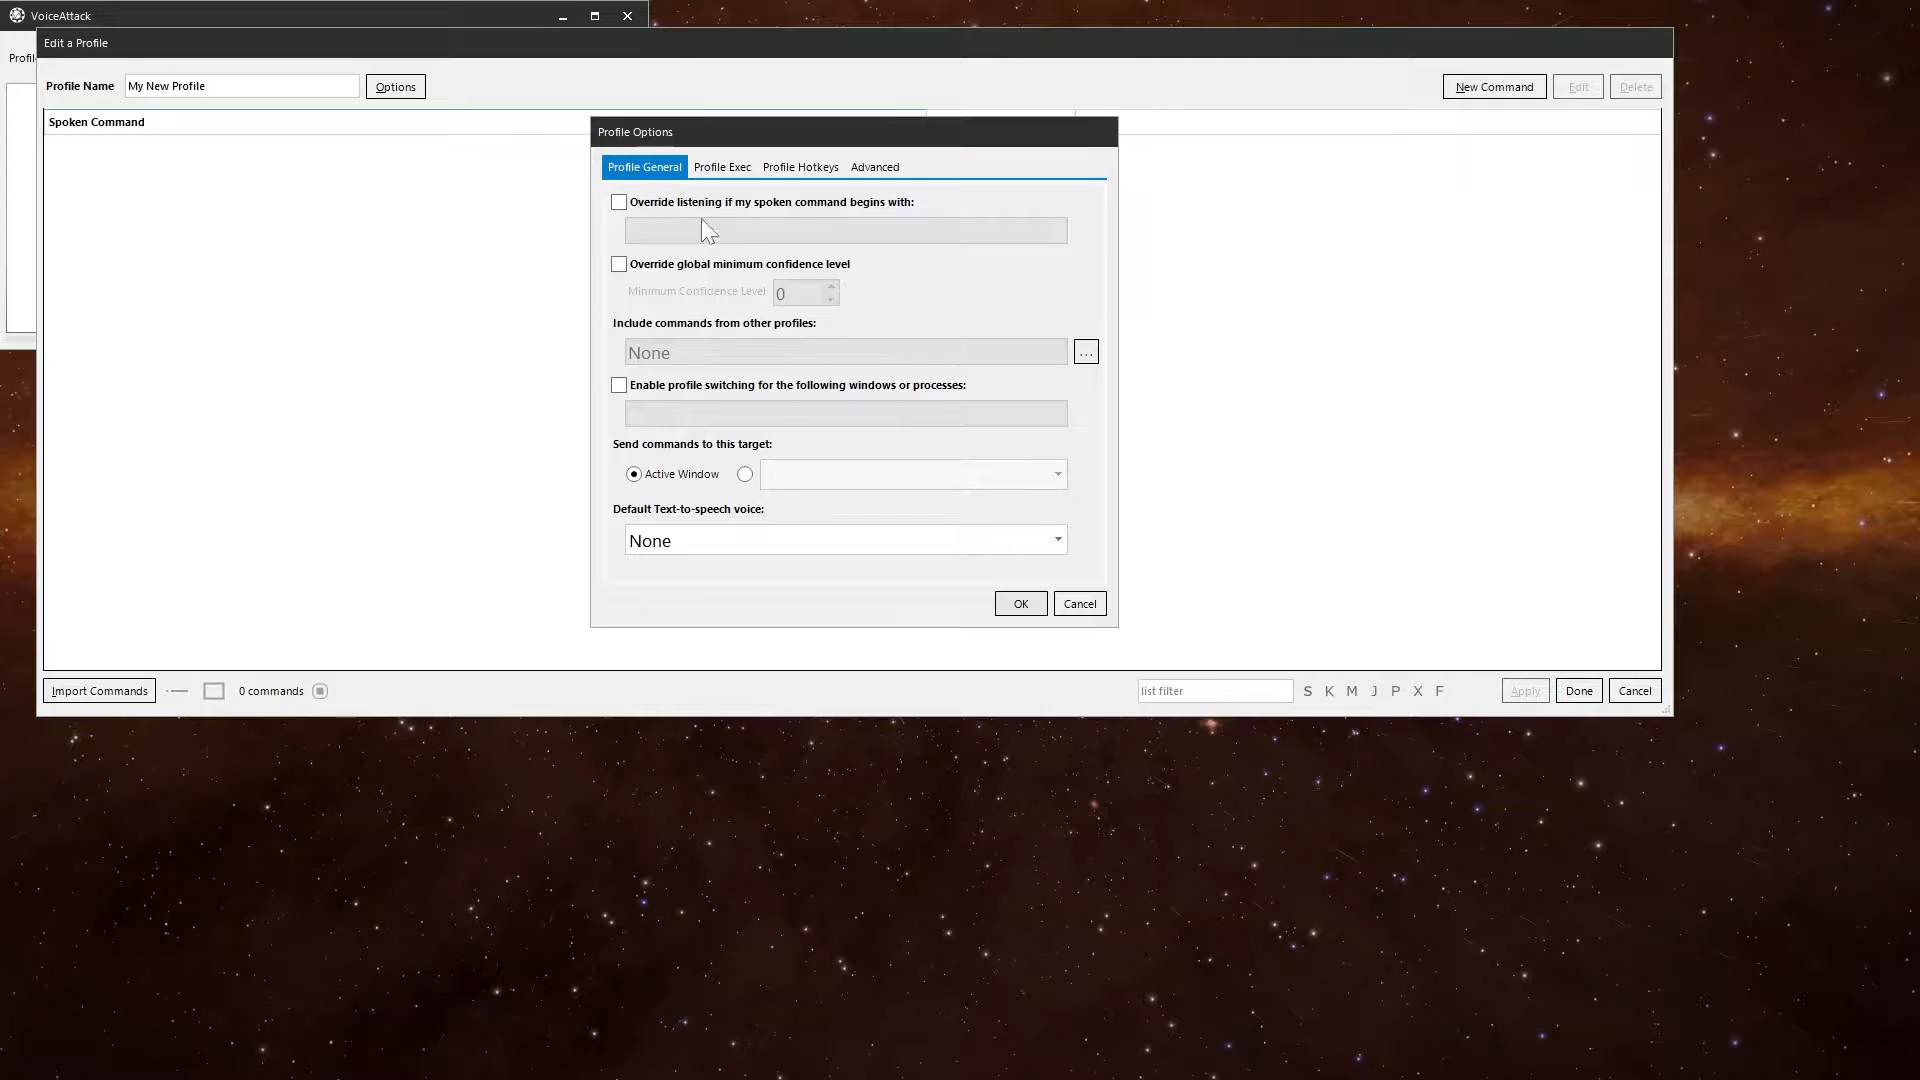 VoiceAttack
Profil
Edit a Profile
Profile Name My New Profile Options New Command Edit Delete
Spoken Command
Profile Options
Profile General Profile Exec Profile Hotkeys Advanced
Override listening if my spoken command begins with:
Override global minimum confidence level
Minimum Confidence Level 0
Include commands from other profiles:
None ...
Enable profile switching for the following windows or processes:
Send commands to this target:
Active Window
Default Text-to-speech voice:
None
OK Cancel
Import Commands 0 commands list filter S K M J P X F Apply Done Cancel